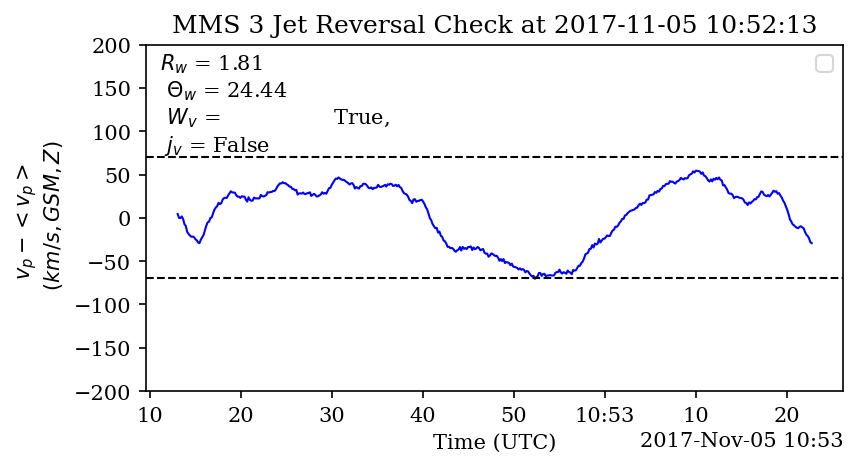 MMS 3 Jet Reversal Check at 2017-11-05 10:52:13
R_w = 1.81
Θ_w = 24.44
W_v = True,
j_v = False
200
150
100
50
0
−50
−100
−150
−200
v_p − < v_p >
(km/s, GSM, Z)
10 20 30 40 50 10:53 10 20
Time (UTC) 2017-Nov-05 10:53